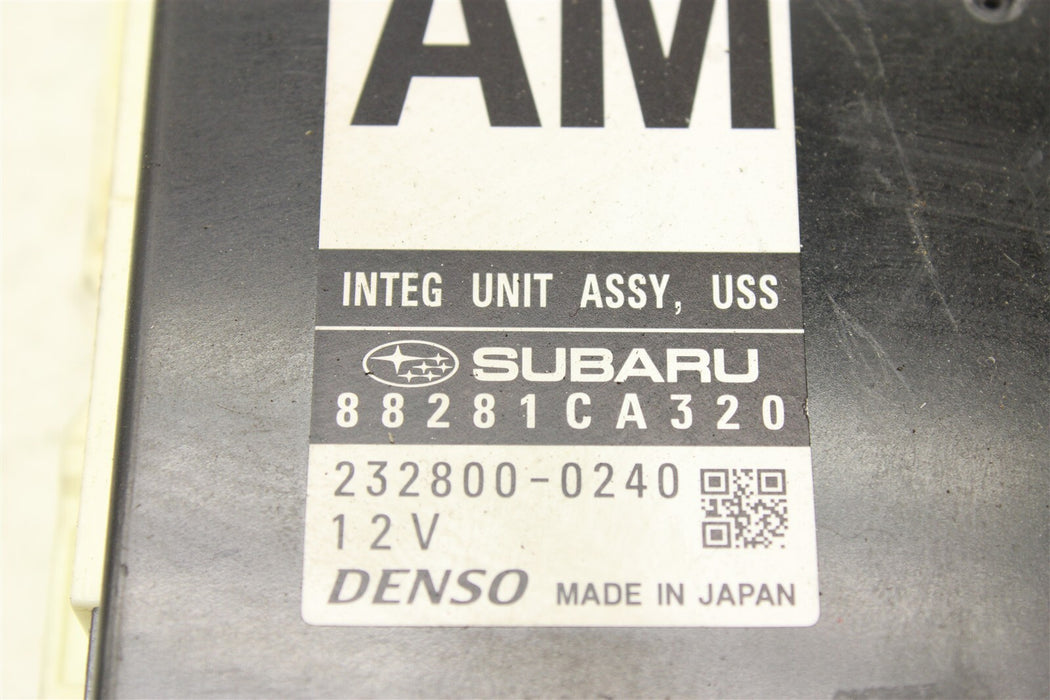 AM
INTEG UNIT ASSY, USS
SUBARU
88281CA320
232800-0240
12V
DENSO MADE IN JAPAN